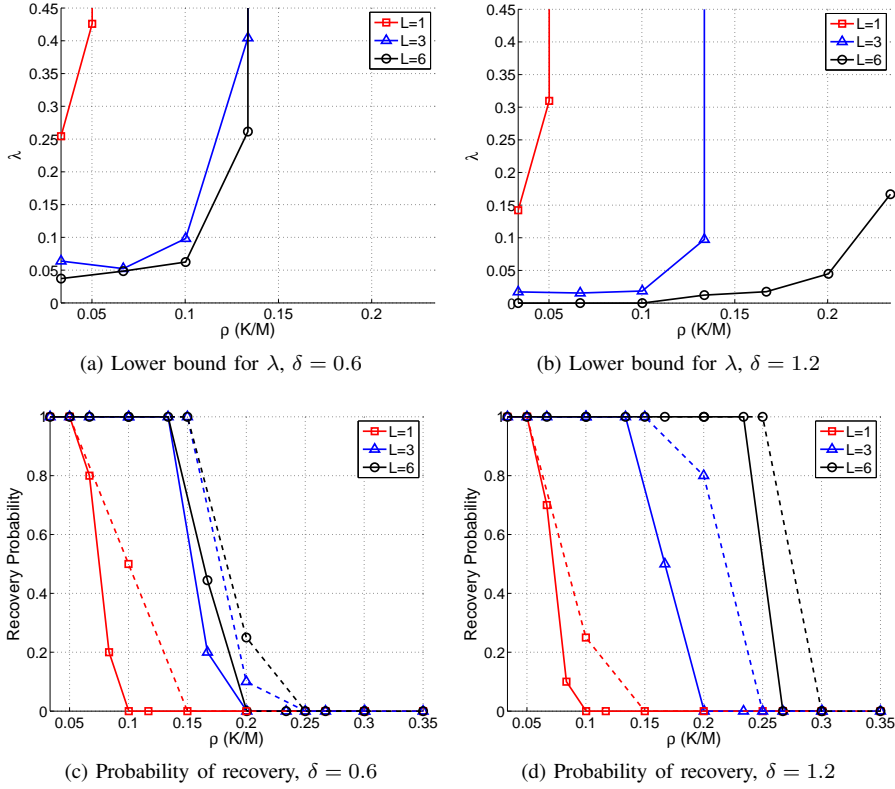 0.45
0.4
0.35
0.3
0.25
0.2
0.15
0.1
0.05
0
λ
0.05
0.1
0.15
0.2
ρ (K/M)
L=1
L=3
L=6
(a) Lower bound for λ, δ = 0.6
0.45
0.4
0.35
0.3
0.25
0.2
0.15
0.1
0.05
0
λ
0.05
0.1
0.15
0.2
ρ (K/M)
L=1
L=3
L=6
(b) Lower bound for λ, δ = 1.2
1
0.8
0.6
0.4
0.2
0
Recovery Probability
0.05
0.1
0.15
0.2
0.25
0.3
0.35
ρ (K/M)
L=1
L=3
L=6
(c) Probability of recovery, δ = 0.6
1
0.8
0.6
0.4
0.2
0
Recovery Probability
0.05
0.1
0.15
0.2
0.25
0.3
0.35
ρ (K/M)
L=1
L=3
L=6
(d) Probability of recovery, δ = 1.2